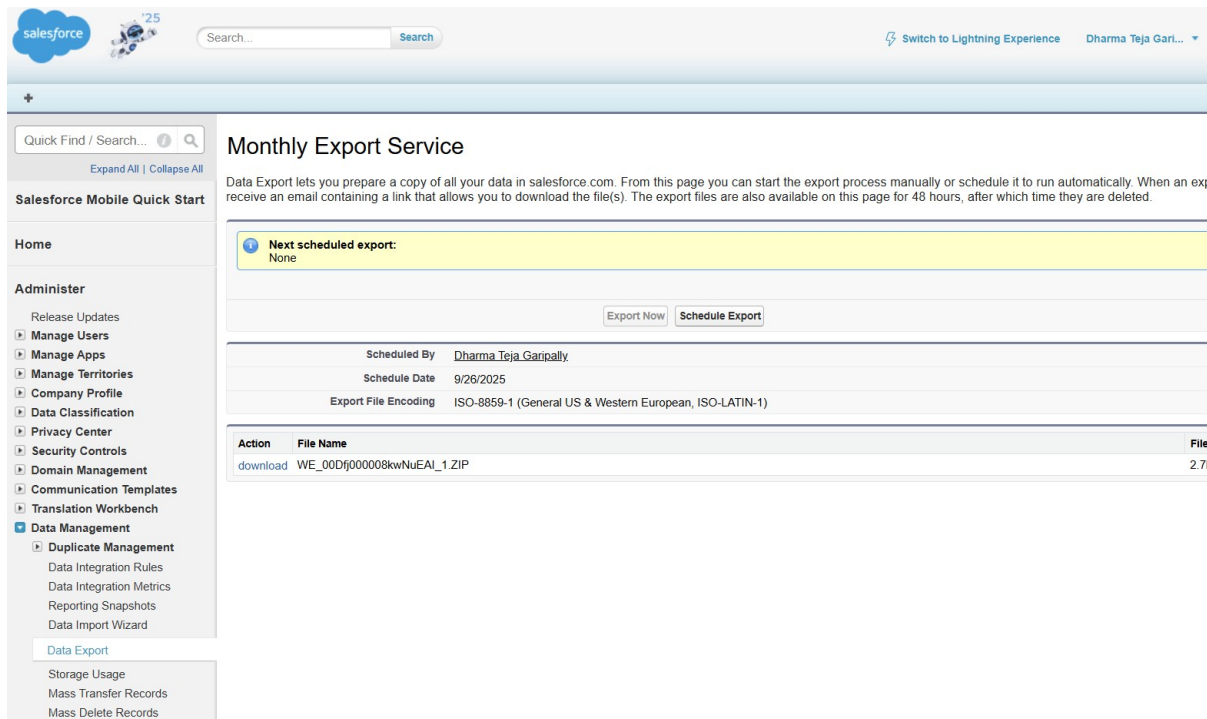 salesforce
'25
Search...
Search
Switch to Lightning Experience
Dharma Teja Gari...
Quick Find / Search...
Expand All | Collapse All
Salesforce Mobile Quick Start
Home
Administer
Release Updates
Manage Users
Manage Apps
Manage Territories
Company Profile
Data Classification
Privacy Center
Security Controls
Domain Management
Communication Templates
Translation Workbench
Data Management
Duplicate Management
Data Integration Rules
Data Integration Metrics
Reporting Snapshots
Data Import Wizard
Data Export
Storage Usage
Mass Transfer Records
Mass Delete Records
Monthly Export Service
Data Export lets you prepare a copy of all your data in salesforce.com. From this page you can start the export process manually or schedule it to run automatically. When an exp
receive an email containing a link that allows you to download the file(s). The export files are also available on this page for 48 hours, after which time they are deleted.
Next scheduled export:
None
Export Now
Schedule Export
Scheduled By Dharma Teja Garipally
Schedule Date 9/26/2025
Export File Encoding ISO-8859-1 (General US & Western European, ISO-LATIN-1)
Action File Name File
download WE_00Dfj000008kwNuEAI_1.ZIP 2.7